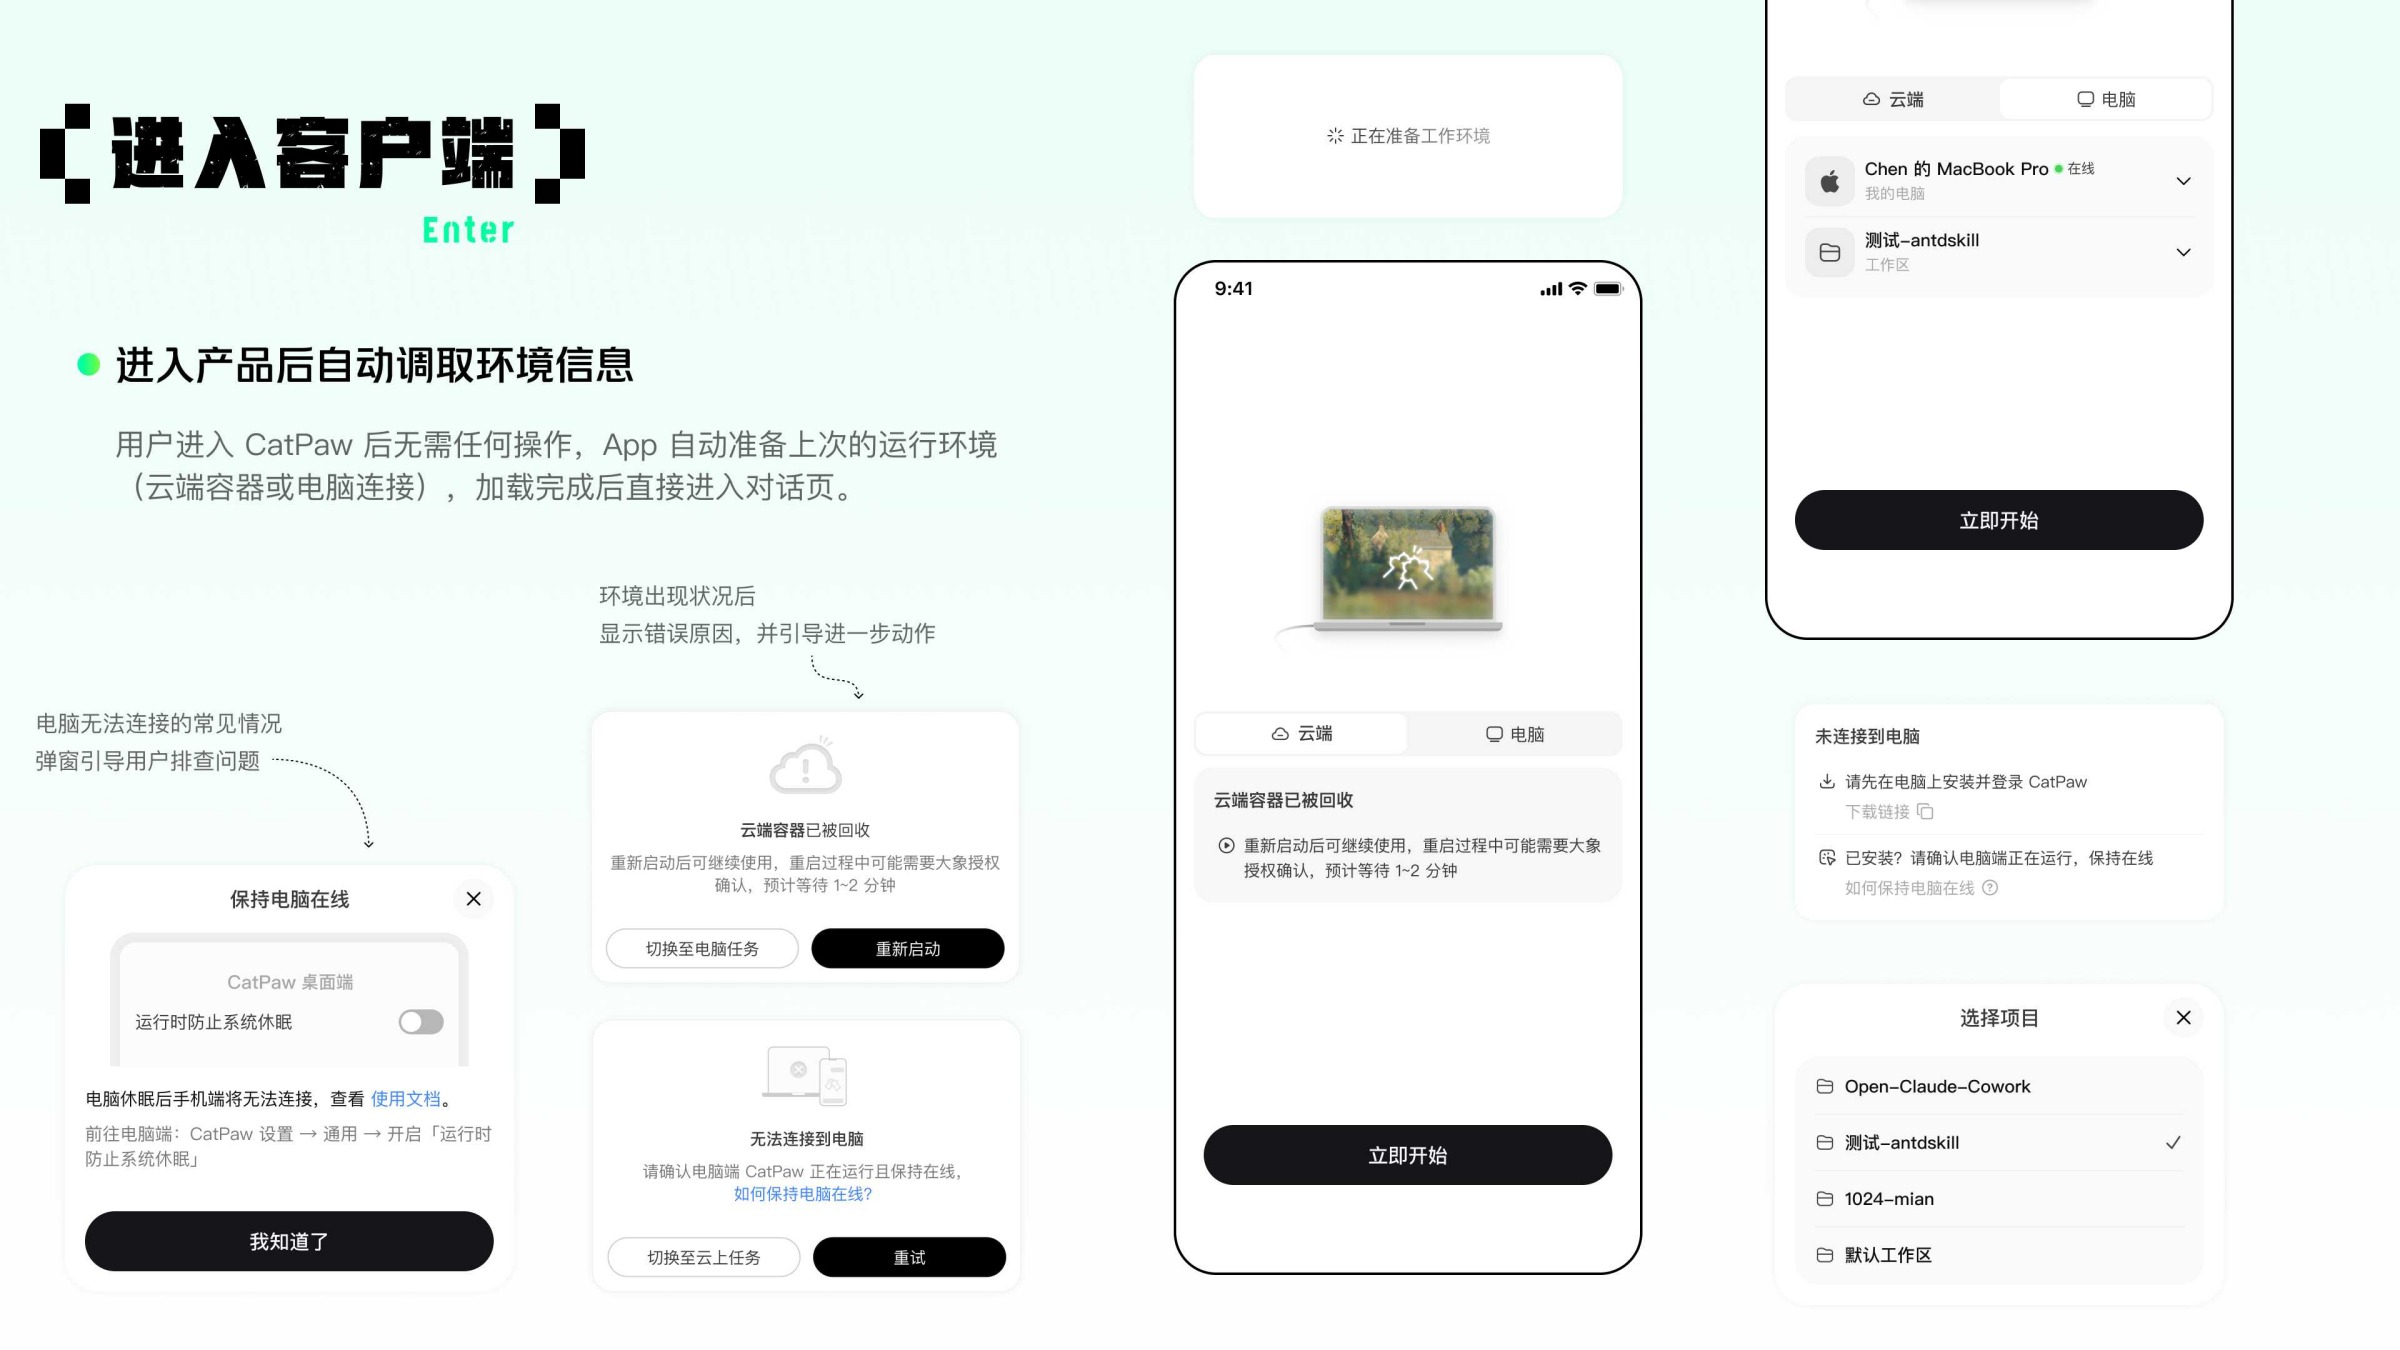 进入客户端
Enter
进入产品后自动调取环境信息
用户进入 CatPaw 后无需任何操作，App 自动准备上次的运行环境
（云端容器或电脑连接），加载完成后直接进入对话页。
电脑无法连接的常见情况
弹窗引导用户排查问题
保持电脑在线
CatPaw 桌面端
运行时防止系统休眠
电脑休眠后手机端将无法连接，查看 使用文档。
前往电脑端：CatPaw 设置 → 通用 → 开启「运行时
防止系统休眠」
我知道了
环境出现状况后
显示错误原因，并引导进一步动作
云端容器已被回收
重新启动后可继续使用，重启过程中可能需要大象授权
确认，预计等待 1~2 分钟
切换至电脑任务
重新启动
无法连接到电脑
请确认电脑端 CatPaw 正在运行且保持在线，
如何保持电脑在线？
切换至云上任务
重试
正在准备工作环境
9:41
云端
电脑
云端容器已被回收
重新启动后可继续使用，重启过程中可能需要大象
授权确认，预计等待 1~2 分钟
立即开始
云端
电脑
Chen 的 MacBook Pro 在线
我的电脑
测试-antdskill
工作区
立即开始
未连接到电脑
请先在电脑上安装并登录 CatPaw
下载链接
已安装？请确认电脑端正在运行，保持在线
如何保持电脑在线
选择项目
Open-Claude-Cowork
测试-antdskill
1024-mian
默认工作区